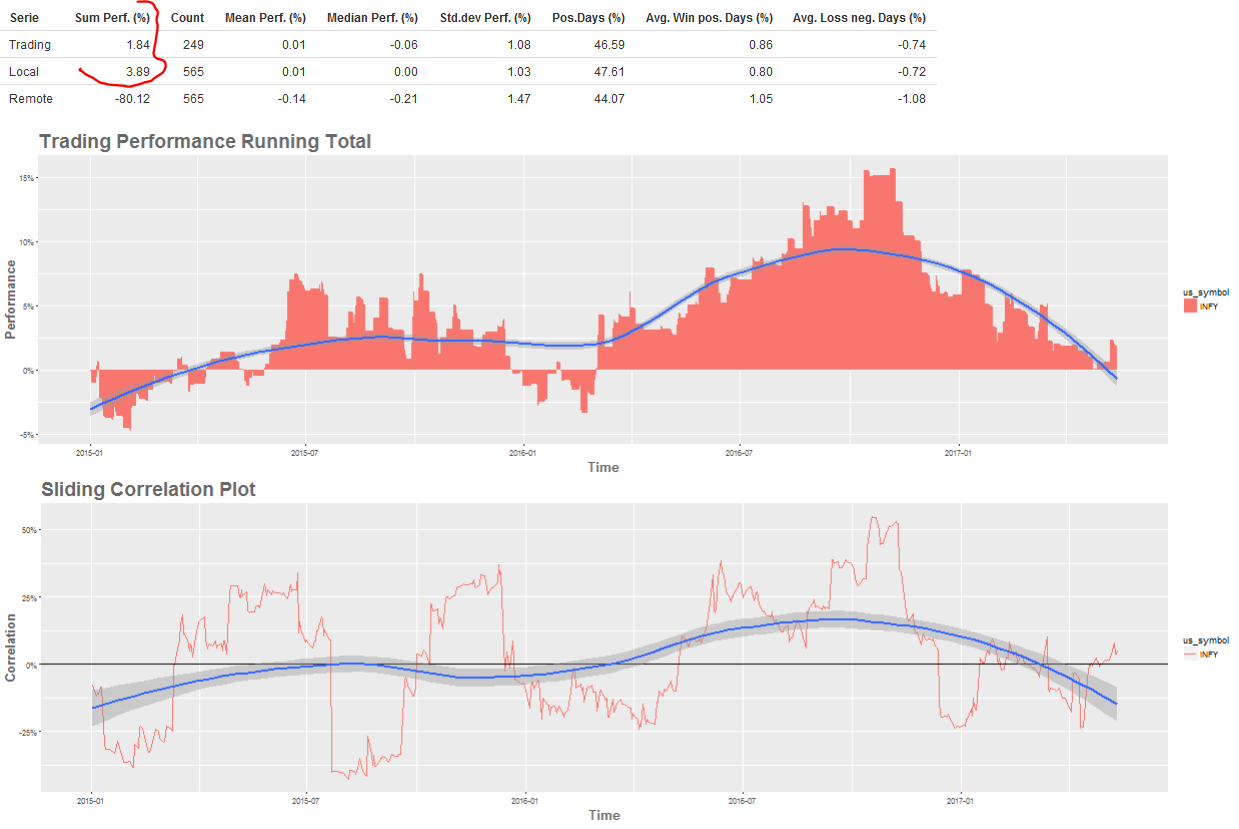 Serie Sum Perf. (%) Count Mean Perf. (%) Median Perf. (%) Std.dev Perf. (%) Pos.Days (%) Avg. Win pos. Days (%) Avg. Loss neg. Days (%)
Trading 1.84 249 0.01 -0.06 1.08 46.59 0.86 -0.74
Local 3.89 565 0.01 0.00 1.03 47.61 0.80 -0.72
Remote -80.12 565 -0.14 -0.21 1.47 44.07 1.05 -1.08
Trading Performance Running Total
Performance
15%
10%
5%
0%
-5%
2015-01 2015-07 2016-01 2016-07 2017-01
Time
us_symbol
INFY
Sliding Correlation Plot
Correlation
50%
25%
0%
-25%
2015-01 2015-07 2016-01 2016-07 2017-01
Time
us_symbol
INFY